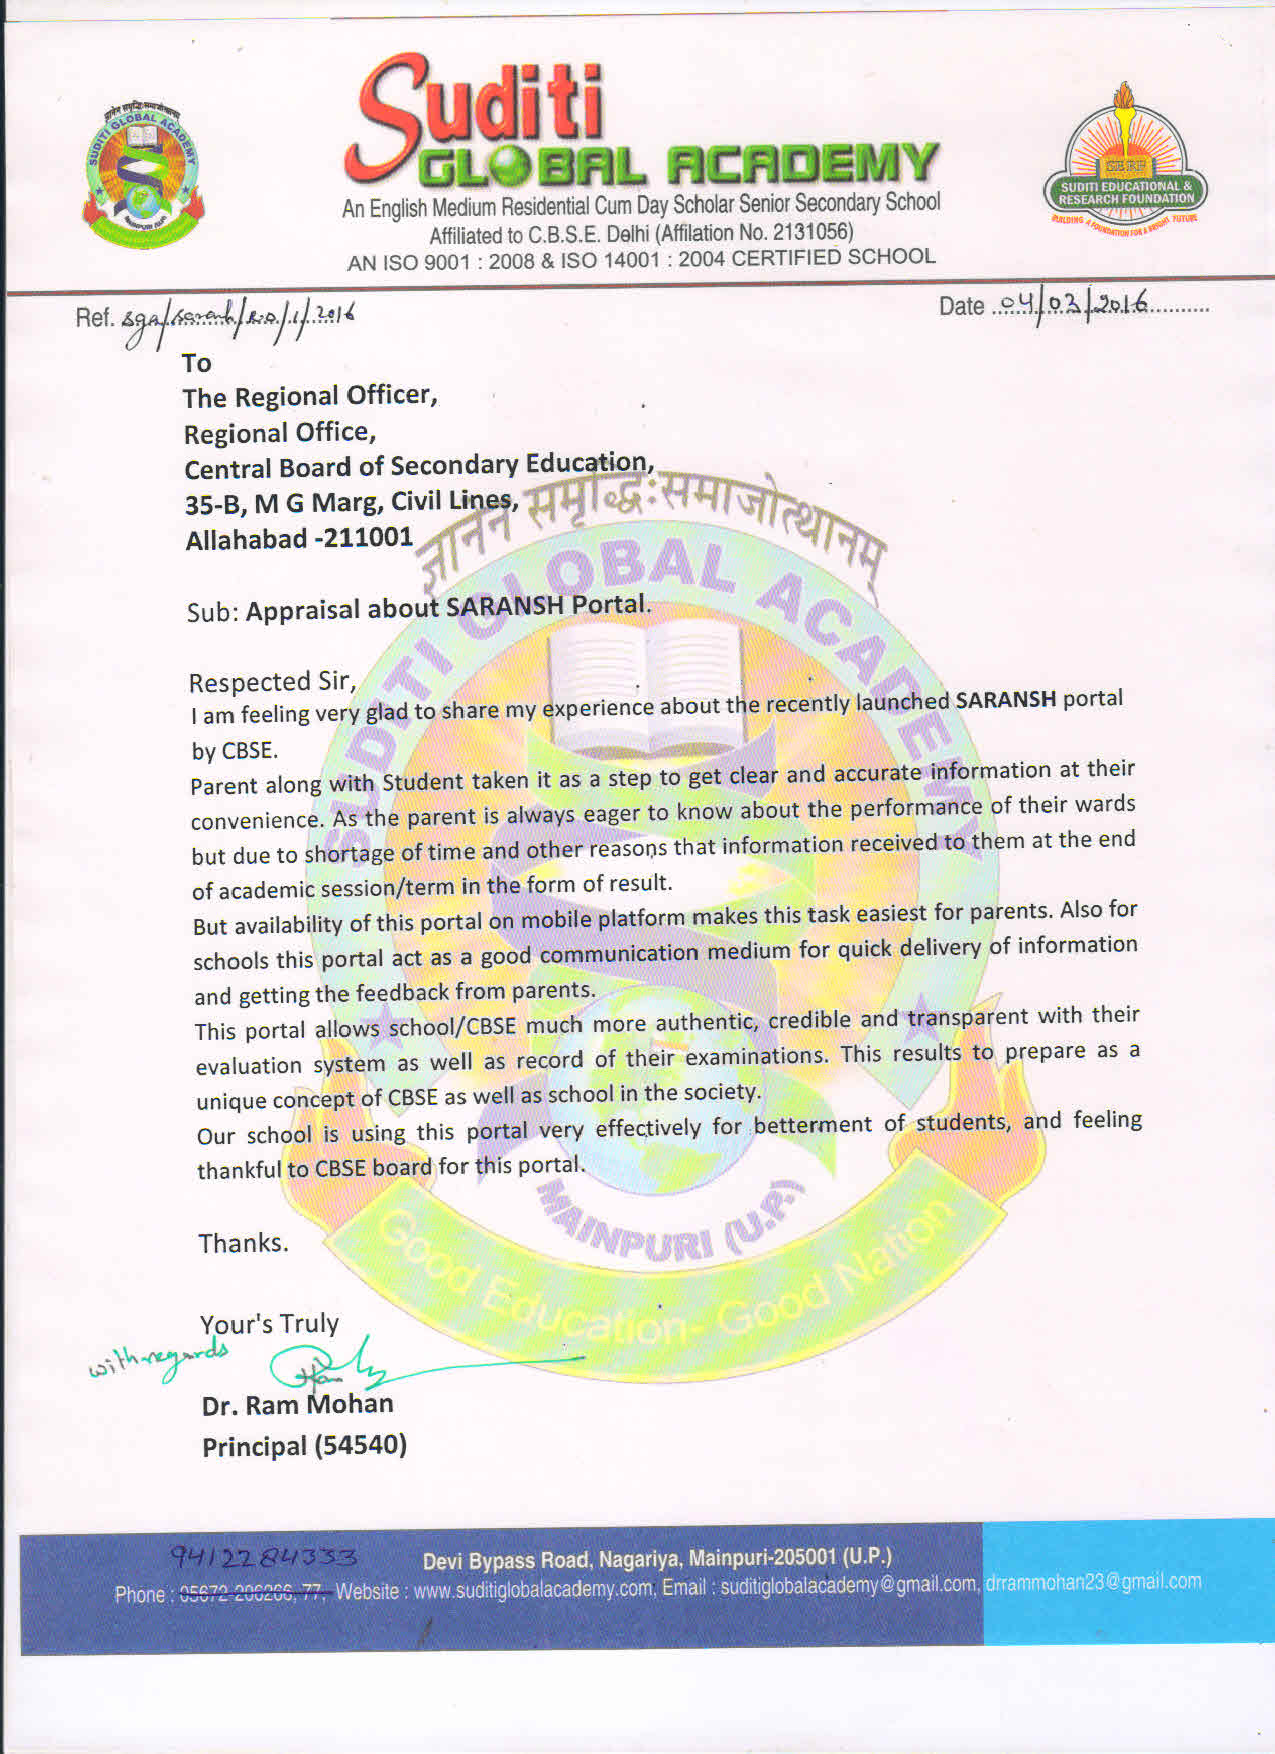 ज्ञानेन समृद्धिःसमाजोत्थानम्
SUDITI GLOBAL ACADEMY
MAINPURI (U.P.)
Suditi
GLOBAL ACADEMY
An English Medium Residential Cum Day Scholar Senior Secondary School
Affiliated to C.B.S.E. Delhi (Affilation No. 2131056)
AN ISO 9001 : 2008 & ISO 14001 : 2004 CERTIFIED SCHOOL
SUDITI EDUCATIONAL &
RESEARCH FOUNDATION
BUILDING A FOUNDATION FOR A BRIGHT FUTURE
Ref. sga/saransh/R.O/1/2016
Date 04/03/2016
To
The Regional Officer,
Regional Office,
Central Board of Secondary Education,
35-B, M G Marg, Civil Lines,
Allahabad -211001
ज्ञानेन समृद्धिःसमाजोत्थानम्
SUDITI GLOBAL ACADEMY
Sub: Appraisal about SARANSH Portal.
Respected Sir,
I am feeling very glad to share my experience about the recently launched SARANSH portal
by CBSE.
Parent along with Student taken it as a step to get clear and accurate information at their
convenience. As the parent is always eager to know about the performance of their wards
but due to shortage of time and other reasons that information received to them at the end
of academic session/term in the form of result.
But availability of this portal on mobile platform makes this task easiest for parents. Also for
schools this portal act as a good communication medium for quick delivery of information
and getting the feedback from parents.
This portal allows school/CBSE much more authentic, credible and transparent with their
evaluation system as well as record of their examinations. This results to prepare as a
unique concept of CBSE as well as school in the society.
Our school is using this portal very effectively for betterment of students, and feeling
thankful to CBSE board for this portal.
MAINPURI (U.P.)
Good Education- Good Nation
Thanks.
Your's Truly
with regards
Dr. Ram Mohan
Principal (54540)
9412284333
Devi Bypass Road, Nagariya, Mainpuri-205001 (U.P.)
Phone : 05672-206266, 77, Website : www.suditiglobalacademy.com, Email : suditiglobalacademy@gmail.com, drrammohan23@gmail.com